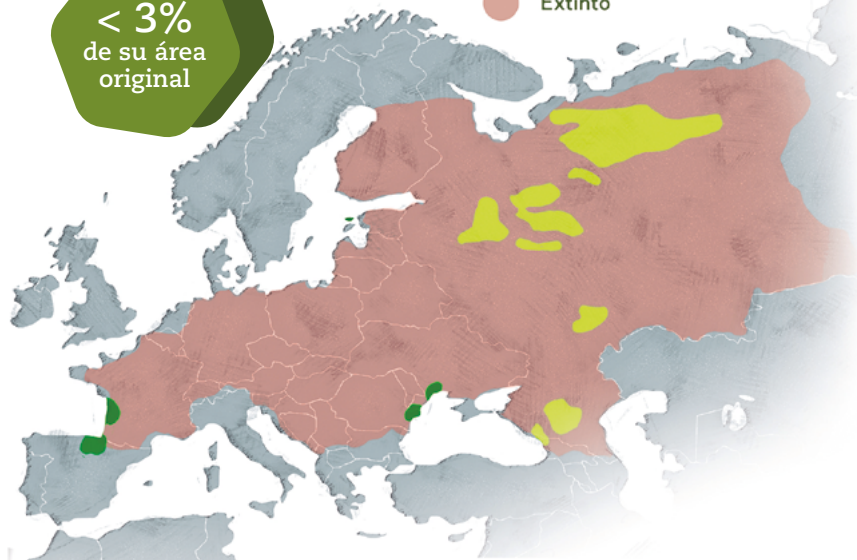 < 3%
de su área
original
Extinto